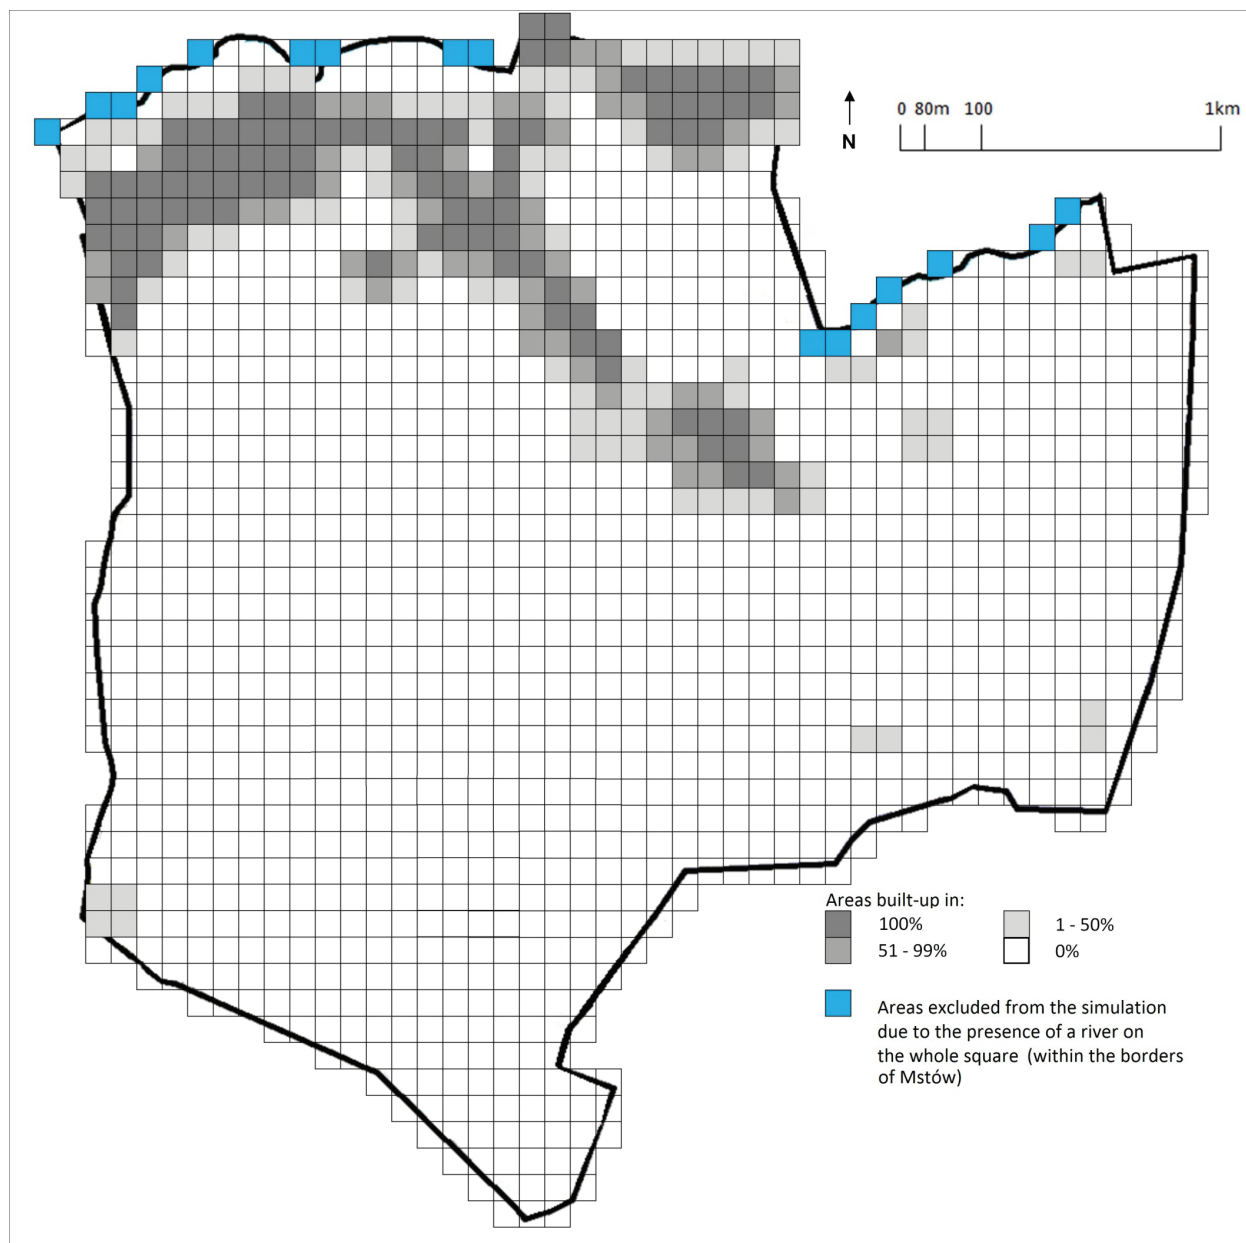 0 80m 100 1km
N
Areas built-up in:
100% 1 - 50%
51 - 99% 0%
Areas excluded from the simulation
due to the presence of a river on
the whole square (within the borders
of Mstów)